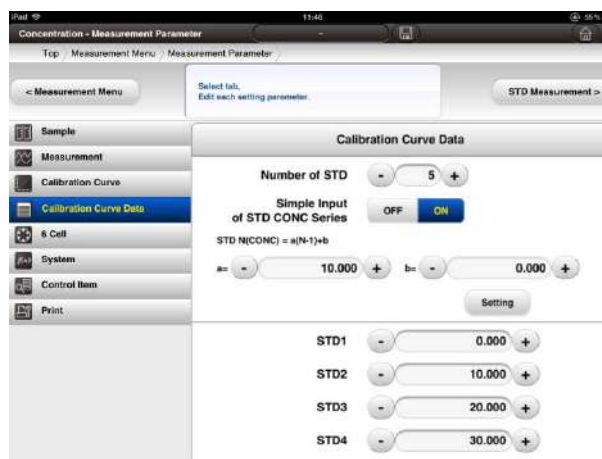 iPad 11:46 55%
Concentration - Measurement Parameter -
Top / Measurement Menu / Measurement Parameter /
< Measurement Menu
Select tab,
Edit each setting parameter.
STD Measurement >
Sample
Measurement
Calibration Curve
Calibration Curve Data
6 Cell
System
Control Item
Print
Calibration Curve Data
Number of STD - 5 +
Simple Input
of STD CONC Series OFF ON
STD N(CONC) = a(N-1)+b
a= - 10.000 + b= - 0.000 +
Setting
STD1 - 0.000 +
STD2 - 10.000 +
STD3 - 20.000 +
STD4 - 30.000 +